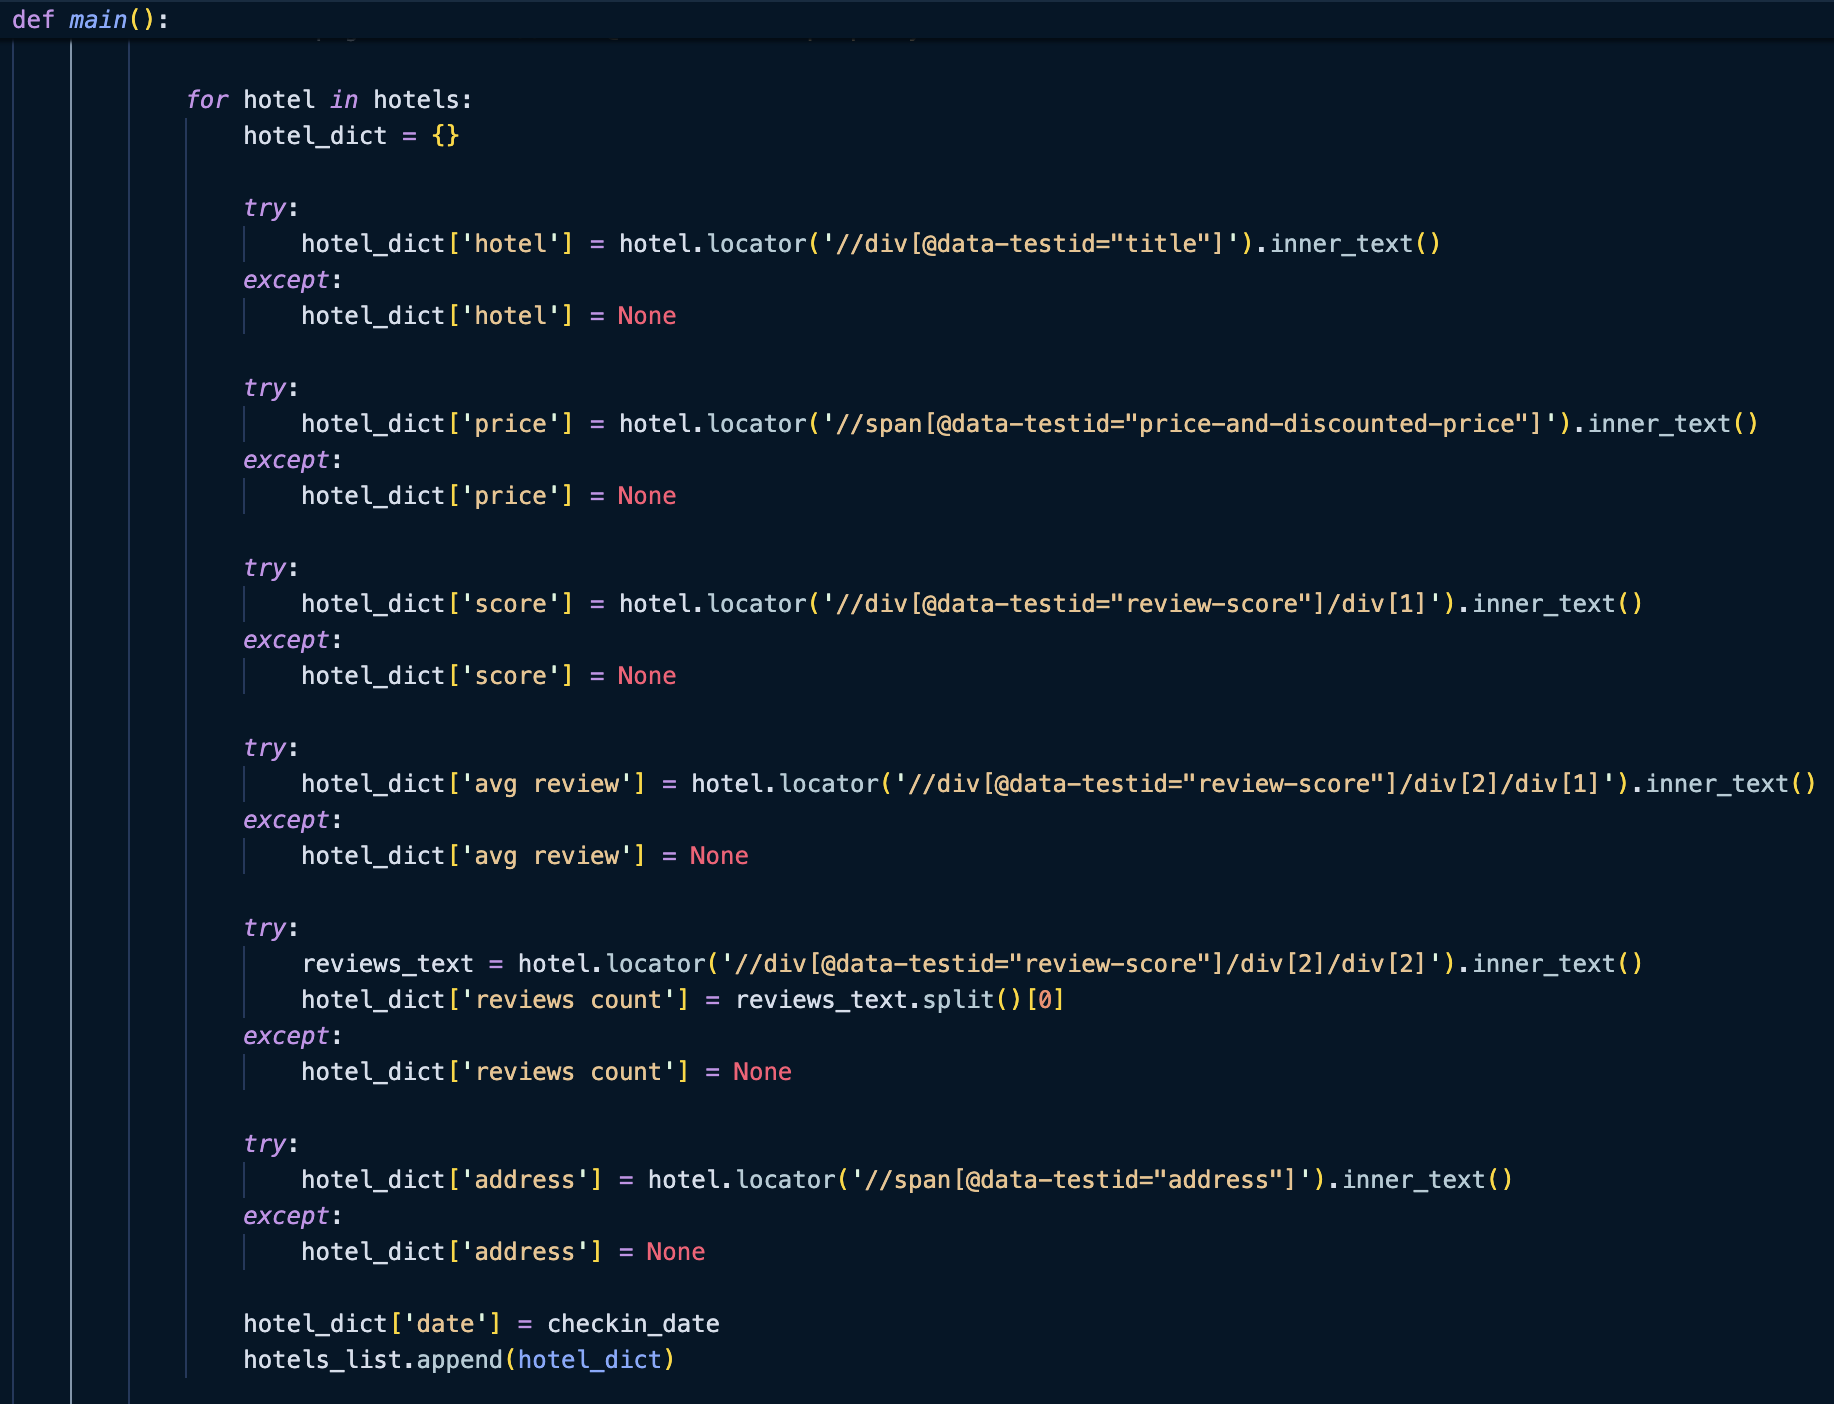 def main():
for hotel in hotels:
hotel_dict = {}
try:
hotel_dict['hotel'] = hotel.locator('//div[@data-testid="title"]').inner_text()
except:
hotel_dict['hotel'] = None
try:
hotel_dict['price'] = hotel.locator('//span[@data-testid="price-and-discounted-price"]').inner_text()
except:
hotel_dict['price'] = None
try:
hotel_dict['score'] = hotel.locator('//div[@data-testid="review-score"]/div[1]').inner_text()
except:
hotel_dict['score'] = None
try:
hotel_dict['avg review'] = hotel.locator('//div[@data-testid="review-score"]/div[2]/div[1]').inner_text()
except:
hotel_dict['avg review'] = None
try:
reviews_text = hotel.locator('//div[@data-testid="review-score"]/div[2]/div[2]').inner_text()
hotel_dict['reviews count'] = reviews_text.split()[0]
except:
hotel_dict['reviews count'] = None
try:
hotel_dict['address'] = hotel.locator('//span[@data-testid="address"]').inner_text()
except:
hotel_dict['address'] = None
hotel_dict['date'] = checkin_date
hotels_list.append(hotel_dict)